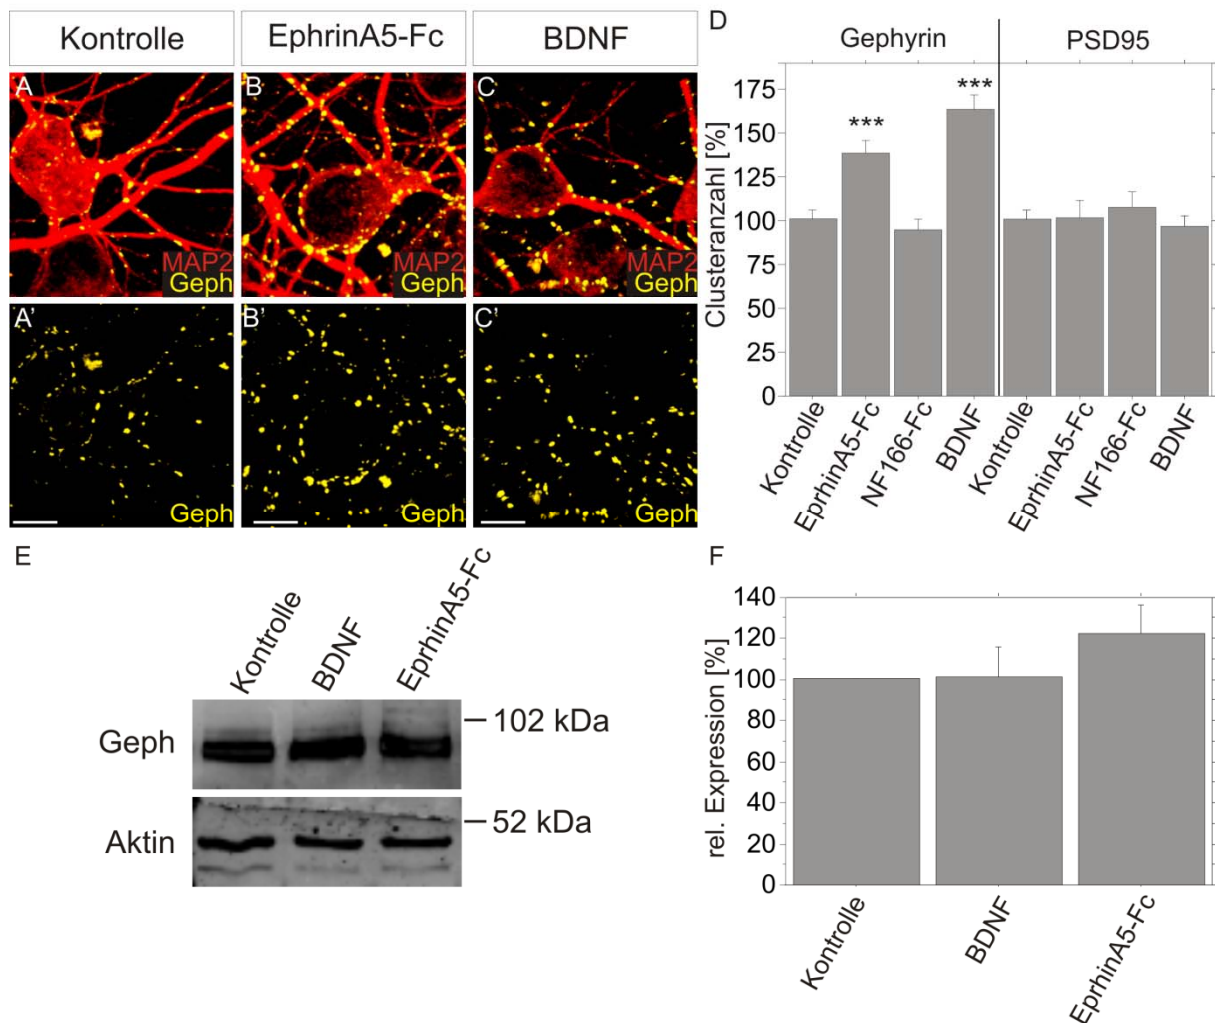 Kontrolle
EphrinA5-Fc
BDNF
A
MAP2
Geph
B
MAP2
Geph
C
MAP2
Geph
A'
Geph
B'
Geph
C'
Geph
D
Gephyrin
PSD95
Clusteranzahl [%]
175
150
125
100
75
50
25
0
***
***
Kontrolle
EprhinA5-Fc
NF166-Fc
BDNF
Kontrolle
EprhinA5-Fc
NF166-Fc
BDNF
E
Kontrolle
BDNF
EprhinA5-Fc
Geph
102 kDa
Aktin
52 kDa
F
rel. Expression [%]
140
120
100
80
60
40
20
0
Kontrolle
BDNF
EprhinA5-Fc